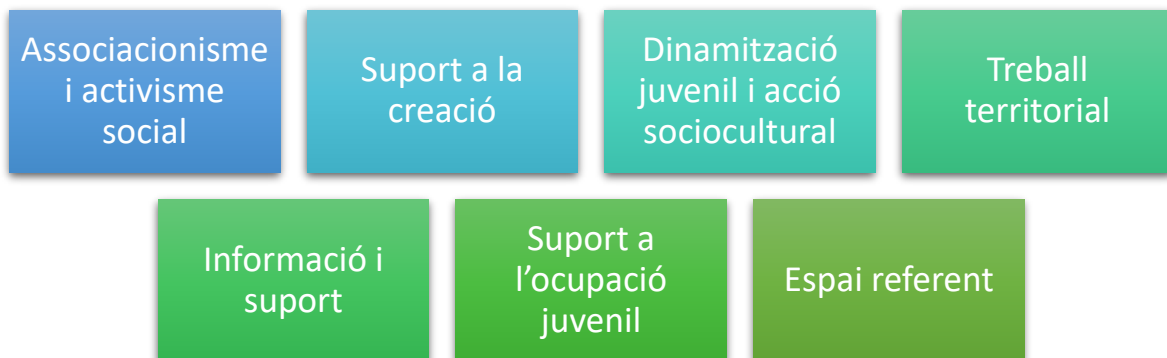 Associacionisme
i activisme
social
Suport a la
creació
Dinamització
juvenil i acció
sociocultural
Treball
territorial
Informació i
suport
Suport a
l’ocupació
juvenil
Espai referent